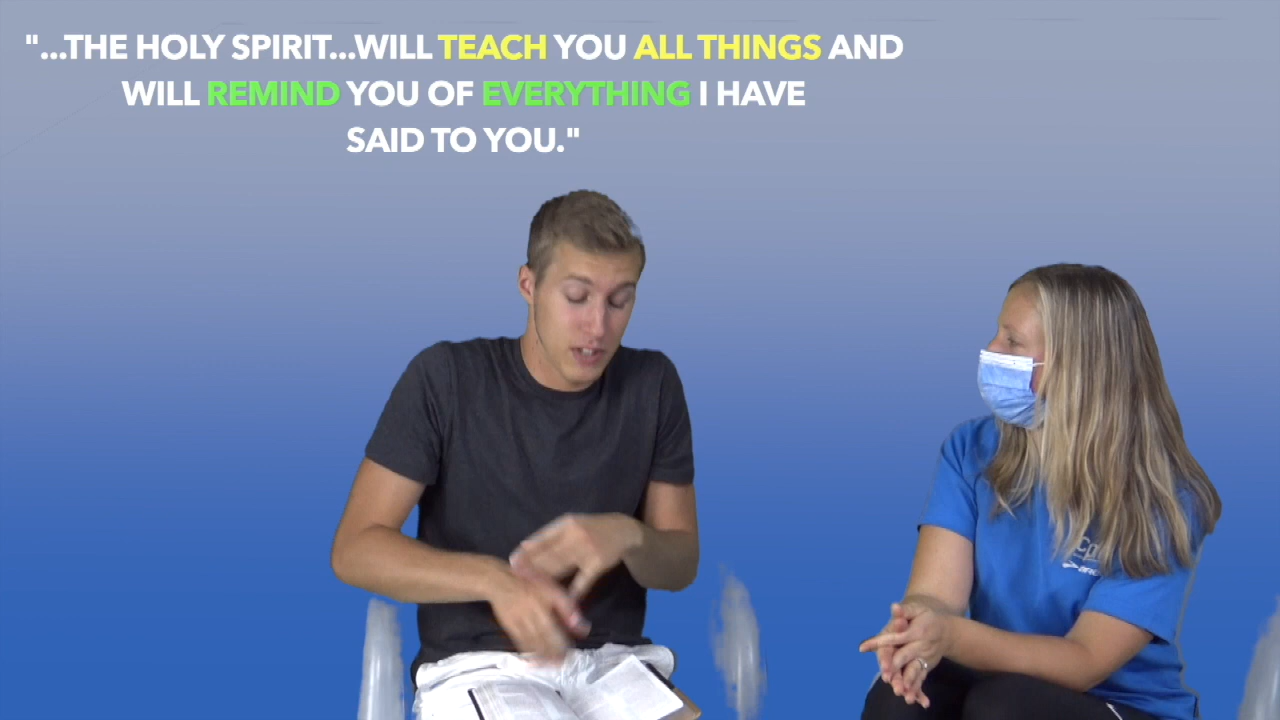 "...THE HOLY SPIRIT...WILL TEACH YOU ALL THINGS AND
WILL REMIND YOU OF EVERYTHING I HAVE
SAID TO YOU."